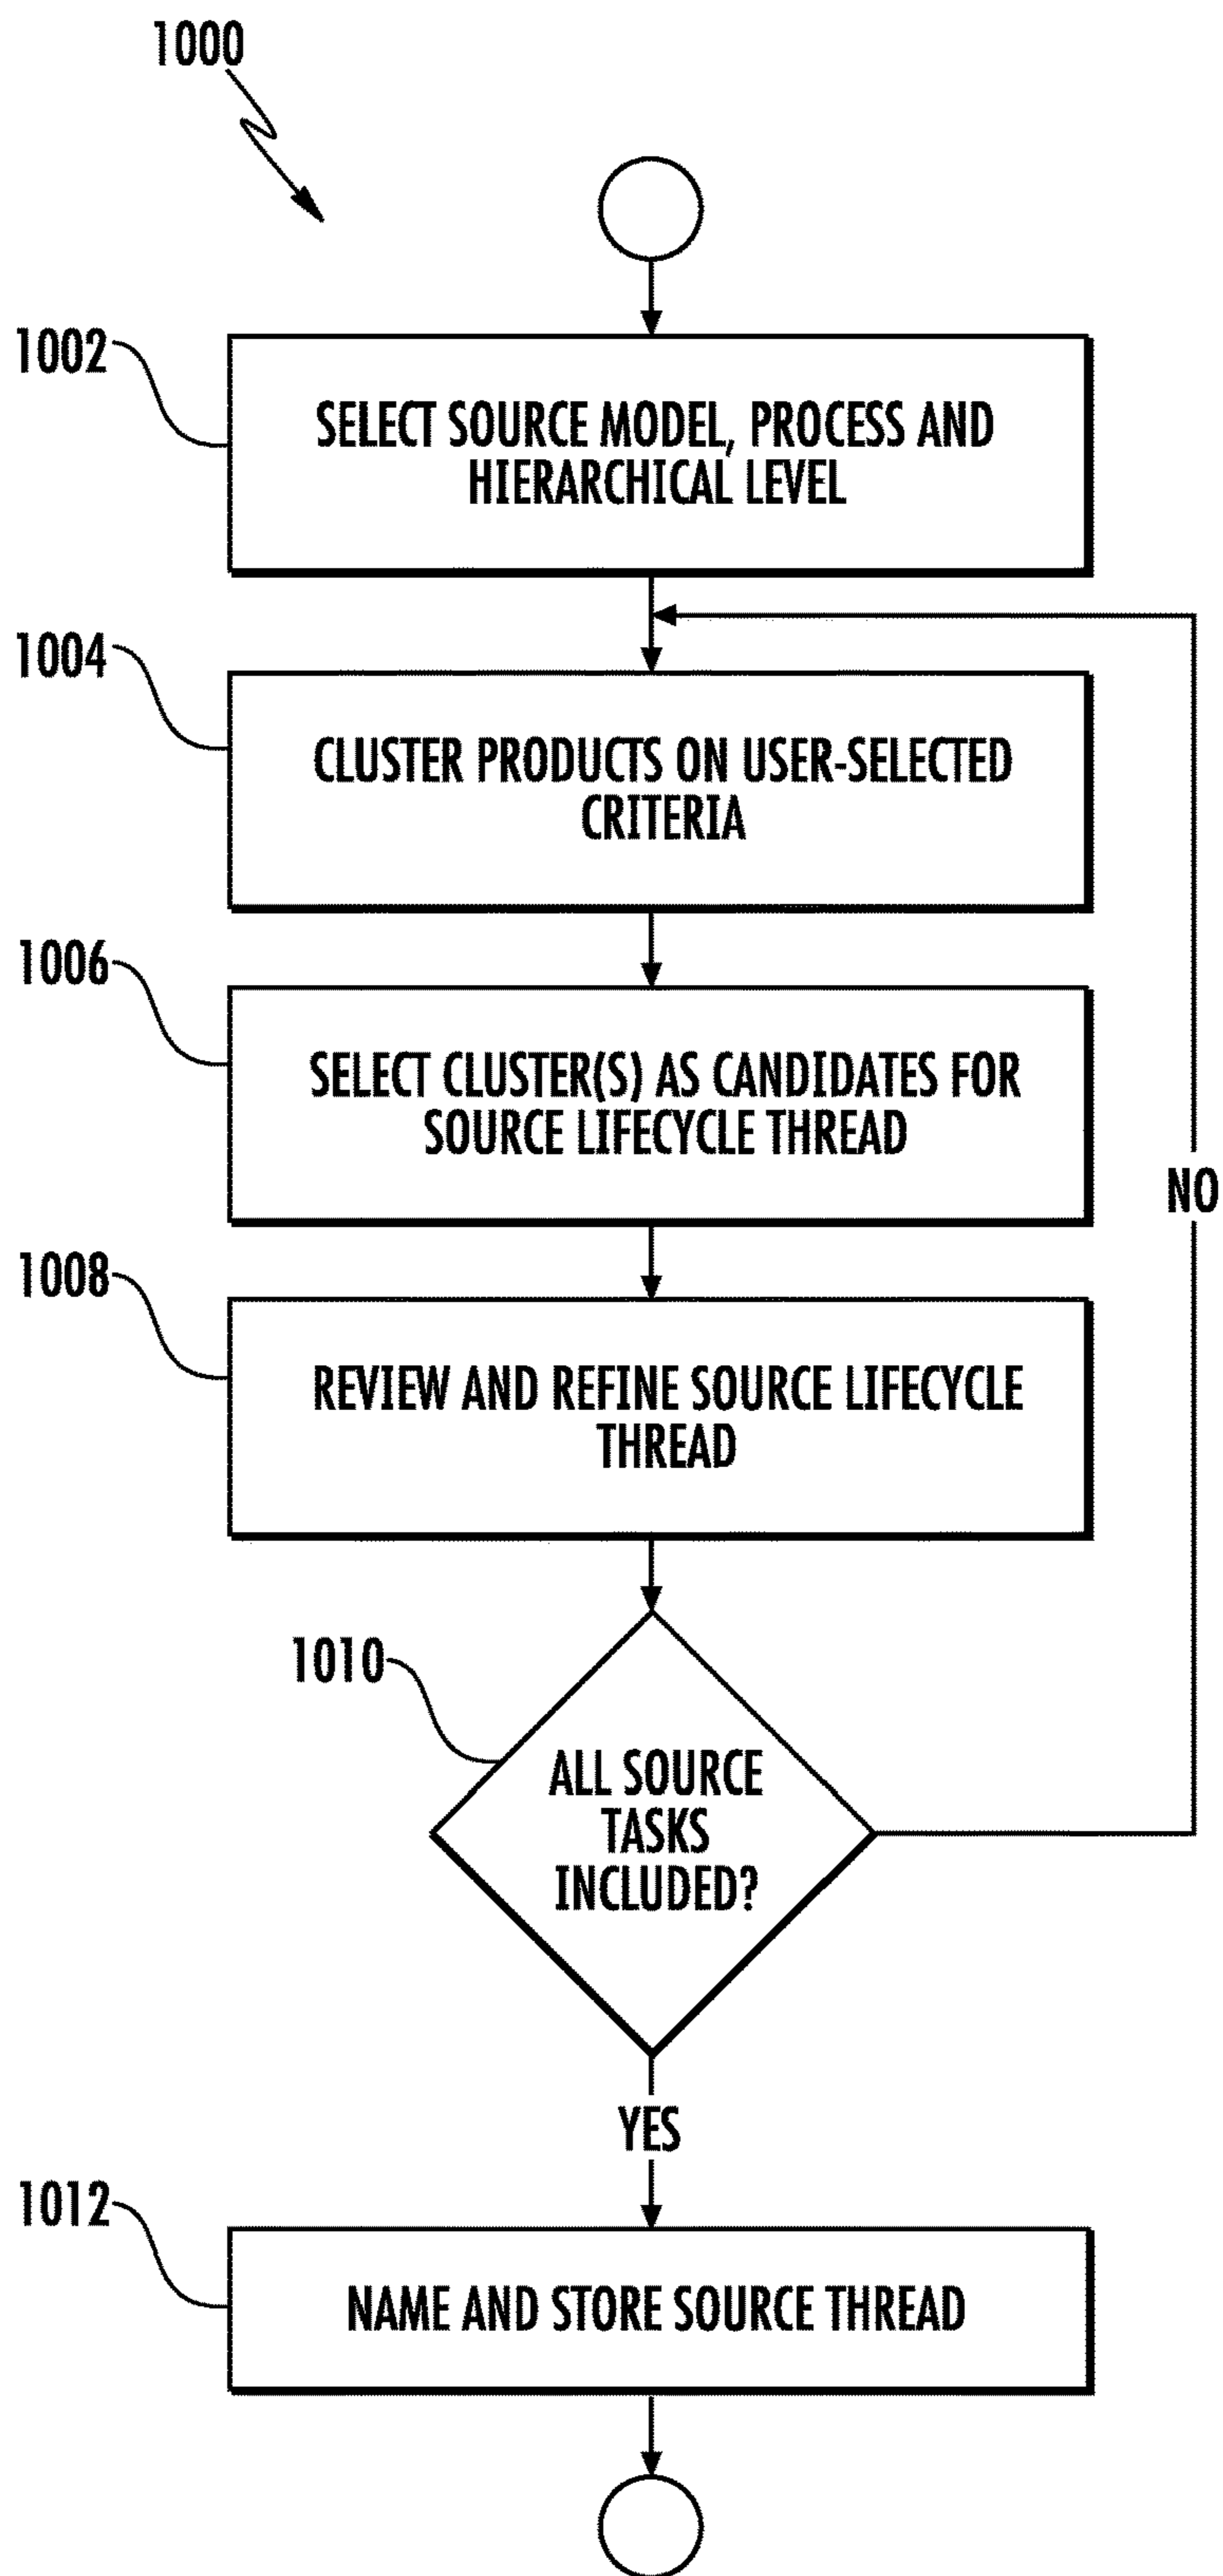 1000
1002
SELECT SOURCE MODEL, PROCESS AND
HIERARCHICAL LEVEL
1004
CLUSTER PRODUCTS ON USER-SELECTED
CRITERIA
1006
SELECT CLUSTER(S) AS CANDIDATES FOR
SOURCE LIFECYCLE THREAD
NO
1008
REVIEW AND REFINE SOURCE LIFECYCLE
THREAD
1010
ALL SOURCE
TASKS
INCLUDED?
YES
1012
NAME AND STORE SOURCE THREAD